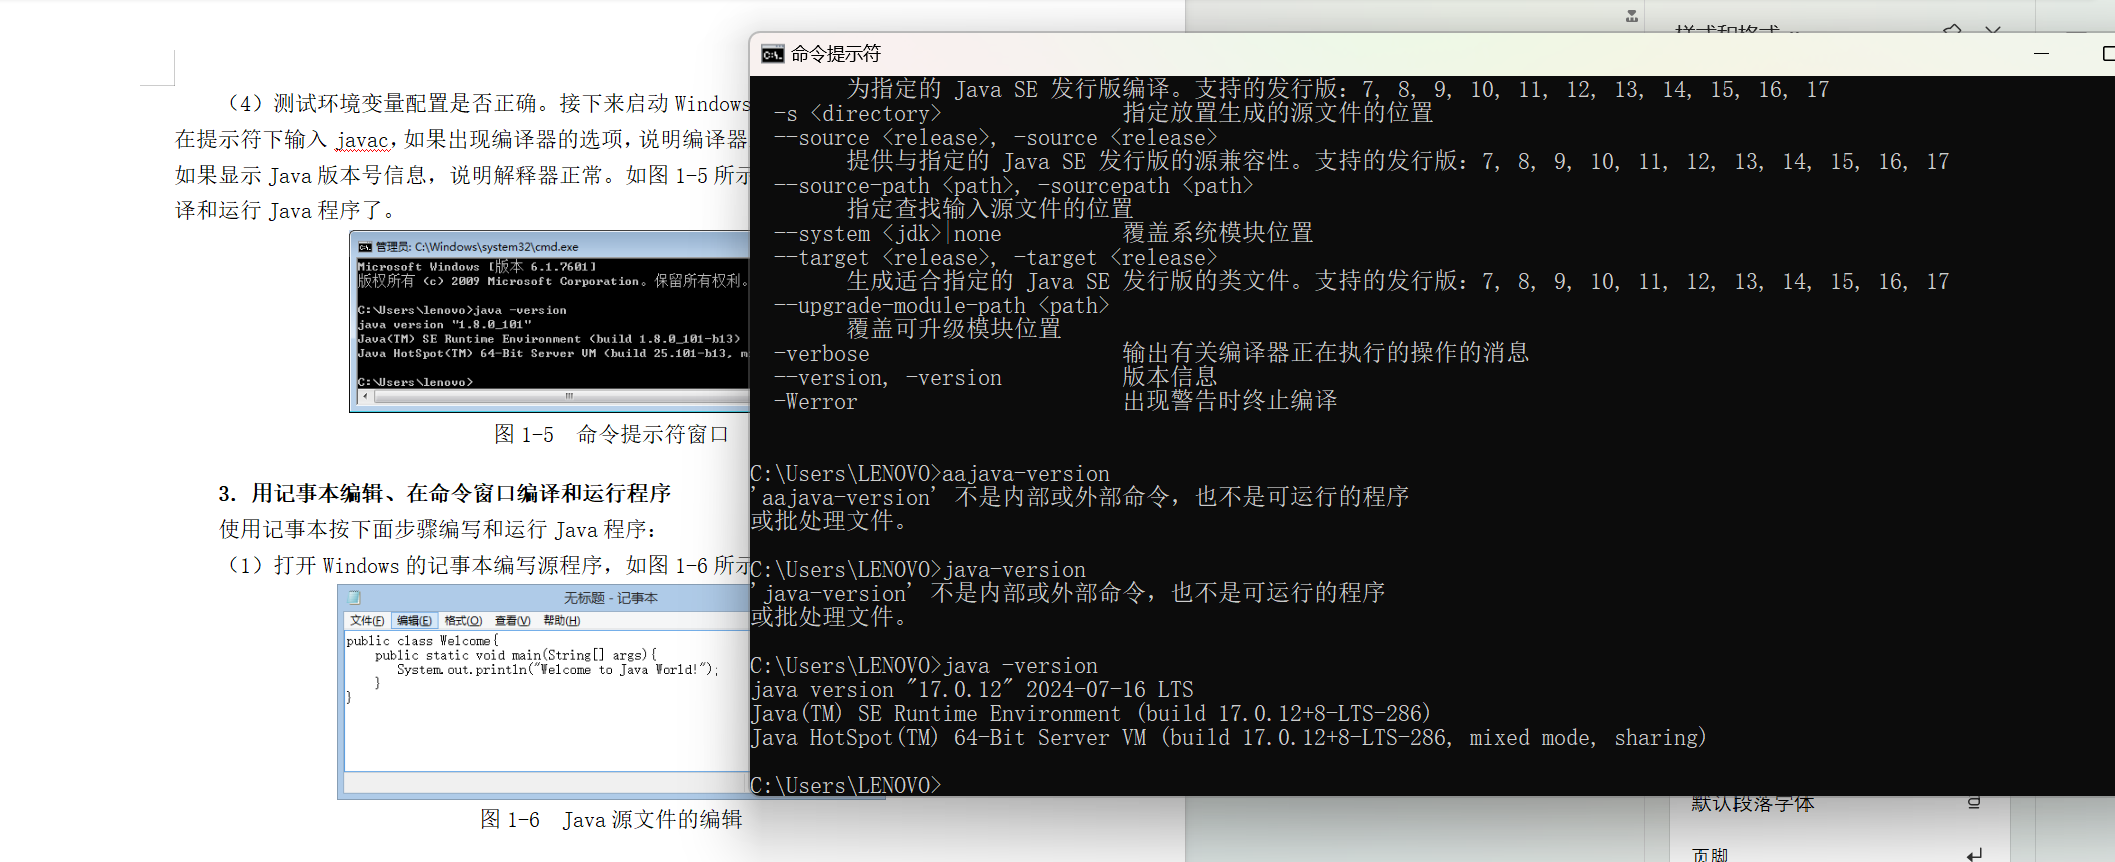 （4）测试环境变量配置是否正确。接下来启动 Windows
在提示符下输入 javac，如果出现编译器的选项，说明编译器
如果显示 Java 版本号信息，说明解释器正常。如图 1-5 所示
译和运行 Java 程序了。
管理员: C:\Windows\system32\cmd.exe
Microsoft Windows [版本 6.1.7601]
版权所有 (c) 2009 Microsoft Corporation。保留所有权利。
C:\Users\lenovo>java -version
java version "1.8.0_101"
Java(TM) SE Runtime Environment (build 1.8.0_101-b13)
Java HotSpot(TM) 64-Bit Server VM (build 25.101-b13, m
C:\Users\lenovo>
图 1-5 命令提示符窗口
3. 用记事本编辑、在命令窗口编译和运行程序
使用记事本按下面步骤编写和运行 Java 程序：
（1）打开 Windows 的记事本编写源程序，如图 1-6 所示
无标题 - 记事本
文件(F) 编辑(E) 格式(O) 查看(V) 帮助(H)
public class Welcome{
public static void main(String[] args){
System.out.println("Welcome to Java World!");
}
}
图 1-6 Java 源文件的编辑
命令提示符
为指定的 Java SE 发行版编译。支持的发行版：7, 8, 9, 10, 11, 12, 13, 14, 15, 16, 17
-s <directory> 指定放置生成的源文件的位置
--source <release>, -source <release>
提供与指定的 Java SE 发行版的源兼容性。支持的发行版：7, 8, 9, 10, 11, 12, 13, 14, 15, 16, 17
--source-path <path>, -sourcepath <path>
指定查找输入源文件的位置
--system <jdk>|none 覆盖系统模块位置
--target <release>, -target <release>
生成适合指定的 Java SE 发行版的类文件。支持的发行版：7, 8, 9, 10, 11, 12, 13, 14, 15, 16, 17
--upgrade-module-path <path>
覆盖可升级模块位置
-verbose 输出有关编译器正在执行的操作的消息
--version, -version 版本信息
-Werror 出现警告时终止编译
C:\Users\LENOVO>aajava-version
'aajava-version' 不是内部或外部命令，也不是可运行的程序
或批处理文件。
C:\Users\LENOVO>java-version
'java-version' 不是内部或外部命令，也不是可运行的程序
或批处理文件。
C:\Users\LENOVO>java -version
java version "17.0.12" 2024-07-16 LTS
Java(TM) SE Runtime Environment (build 17.0.12+8-LTS-286)
Java HotSpot(TM) 64-Bit Server VM (build 17.0.12+8-LTS-286, mixed mode, sharing)
C:\Users\LENOVO>
默认段落字体 a
页脚